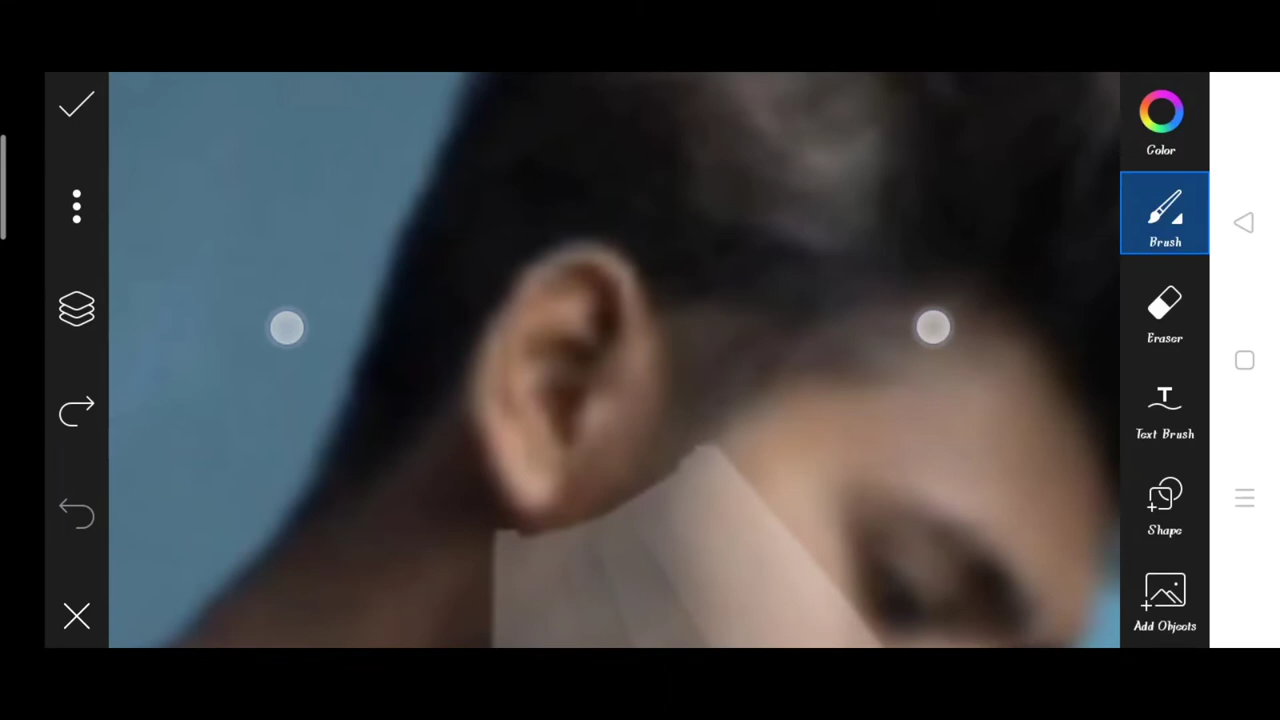 Color
Brush
Eraser
Text Brush
Shape
Add Objects